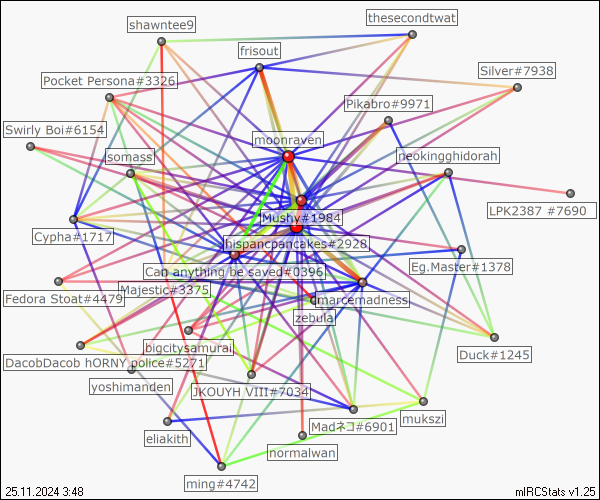 shawntee9
thesecondtwat
frisout
Silver#7938
Pocket Persona#3326
Pikabro#9971
Swirly Boi#6154
moonraven
somass
neokingghidorah
LPK2387 #7690
Mushy#1984
Cypha#1717
hispancpancakes#2928
Can anything be saved#0396
Eg.Master#1378
Majestic#3375
Fedora Stoat#4479
marcemadness
zebula
bigcitysamurai
Duck#1245
DacobDacob hORNY police#5271
yoshimanden
JKOUYH VIII#7034
mukszi
Madネコ#6901
eliakith
normalwan
ming#4742
25.11.2024 3:48
mIRCStats v1.25